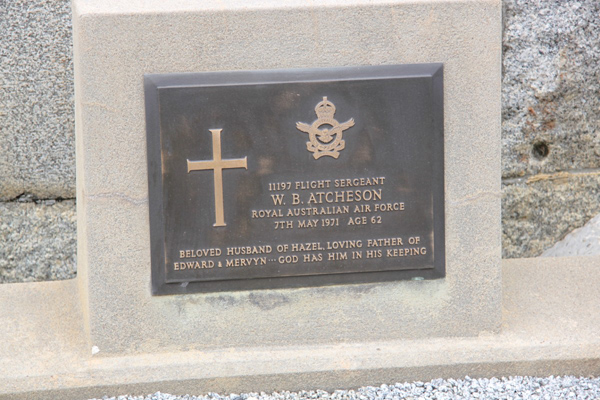 11197 FLIGHT SERGEANT
W. B. ATCHESON
ROYAL AUSTRALIAN AIR FORCE
7TH MAY 1971 AGE 62
BELOVED HUSBAND OF HAZEL, LOVING FATHER OF
EDWARD & MERVYN ··· GOD HAS HIM IN HIS KEEPING